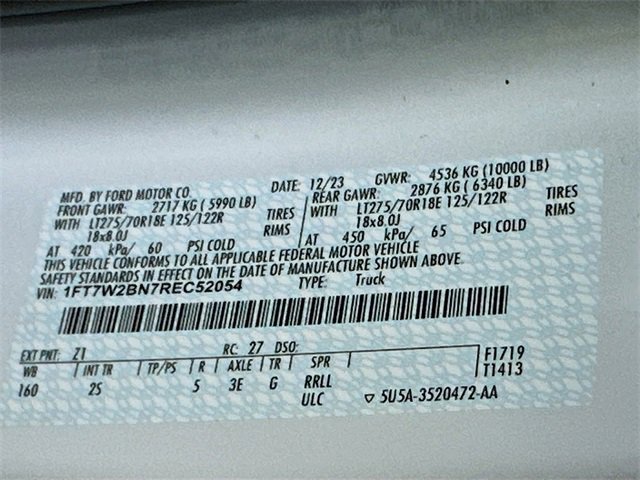 MFD. BY FORD MOTOR CO.
DATE: 12/23 GVWR: 4536 KG (10000 LB)
FRONT GAWR: 2717 KG (5990 LB) REAR GAWR: 2876 KG (6340 LB)
WITH LT275/70R18E 125/122R TIRES WITH LT275/70R18E 125/122R TIRES
18x8.0J RIMS 18x8.0J RIMS
AT 420 kPa/ 60 PSI COLD AT 450 kPa/ 65 PSI COLD
THIS VEHICLE CONFORMS TO ALL APPLICABLE FEDERAL MOTOR VEHICLE
SAFETY STANDARDS IN EFFECT ON THE DATE OF MANUFACTURE SHOWN ABOVE.
VIN: 1FT7W2BN7REC52054 TYPE: Truck
EXT PNT: Z1 RC: 27 DSO:
WB INT TR TP/PS R AXLE TR SPR F1719
160 2S 5 3E G RRLL T1413
ULC 5U5A-3520472-AA